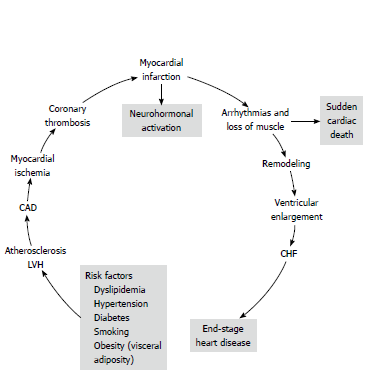 Myocardial
infarction
Coronary
thrombosis
Neurohormonal
activation
Arrhythmias and
loss of muscle
Sudden
cardiac
death
Myocardial
ischemia
Remodeling
CAD
Ventricular
enlargement
Atherosclerosis
LVH
CHF
Risk factors
Dyslipidemia
Hypertension
Diabetes
Smoking
Obesity (visceral
adiposity)
End-stage
heart disease